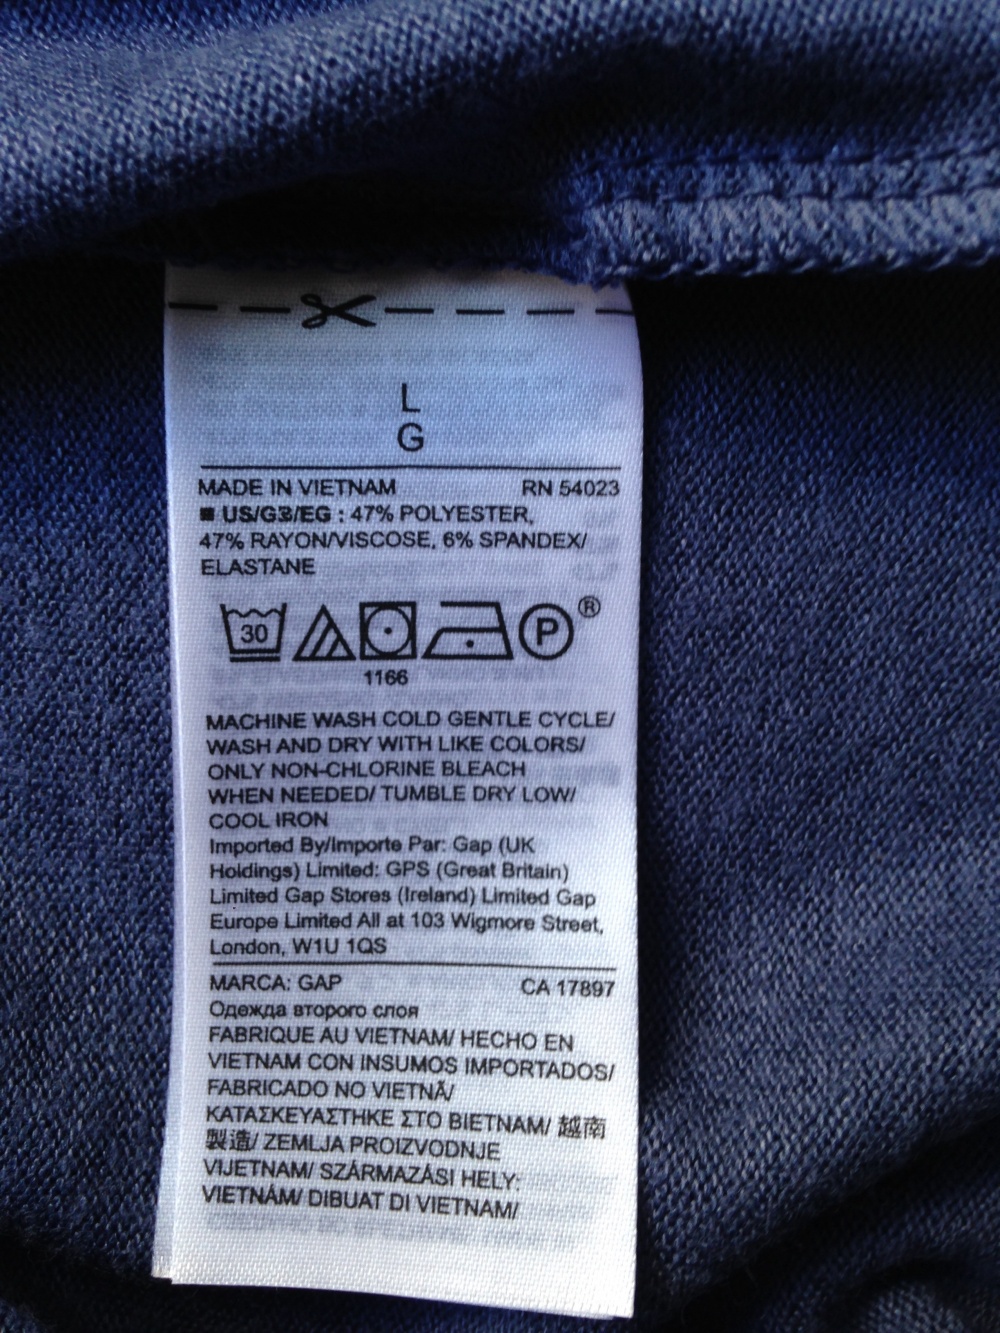 L
G
MADE IN VIETNAM RN 54023
■ US/GB/EG : 47% POLYESTER,
47% RAYON/VISCOSE, 6% SPANDEX/
ELASTANE
30 P ®
1166
MACHINE WASH COLD GENTLE CYCLE/
WASH AND DRY WITH LIKE COLORS/
ONLY NON-CHLORINE BLEACH
WHEN NEEDED/ TUMBLE DRY LOW/
COOL IRON
Imported By/Importe Par: Gap (UK
Holdings) Limited: GPS (Great Britain)
Limited Gap Stores (Ireland) Limited Gap
Europe Limited All at 103 Wigmore Street,
London, W1U 1QS
MARCA: GAP CA 17897
Одежда второго слоя
FABRIQUE AU VIETNAM/ HECHO EN
VIETNAM CON INSUMOS IMPORTADOS/
FABRICADO NO VIETNÃ/
ΚΑΤΑΣΚΕΥΑΣΤΗΚΕ ΣΤΟ ΒΙΕΤΝΑΜ/ 越南
製造/ ZEMLJA PROIZVODNJE
VIJETNAM/ SZÁRMAZÁSI HELY:
VIETNÁM/ DIBUAT DI VIETNAM/